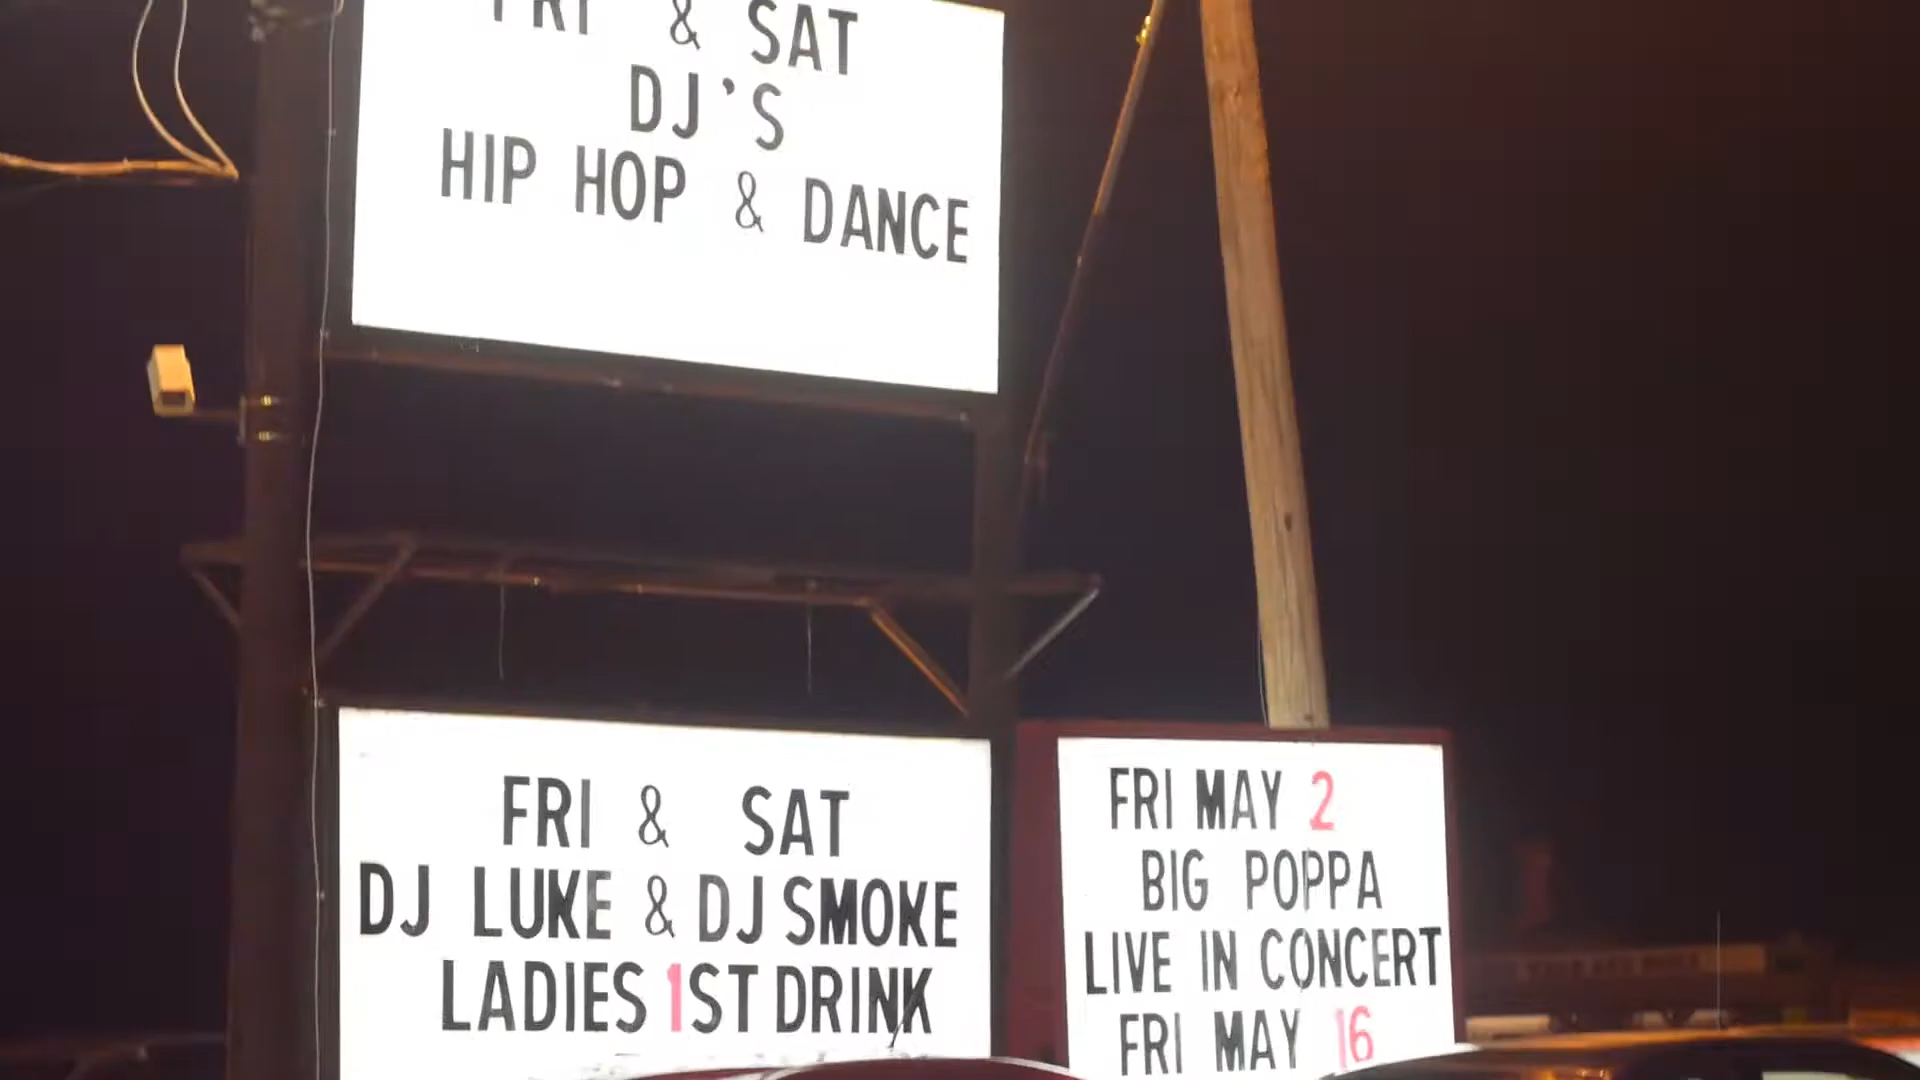 FRI & SAT
DJ'S
HIP HOP & DANCE
FRI & SAT
DJ LUKE & DJ SMOKE
LADIES 1ST DRINK
FRI MAY 2
BIG POPPA
LIVE IN CONCERT
FRI MAY 16